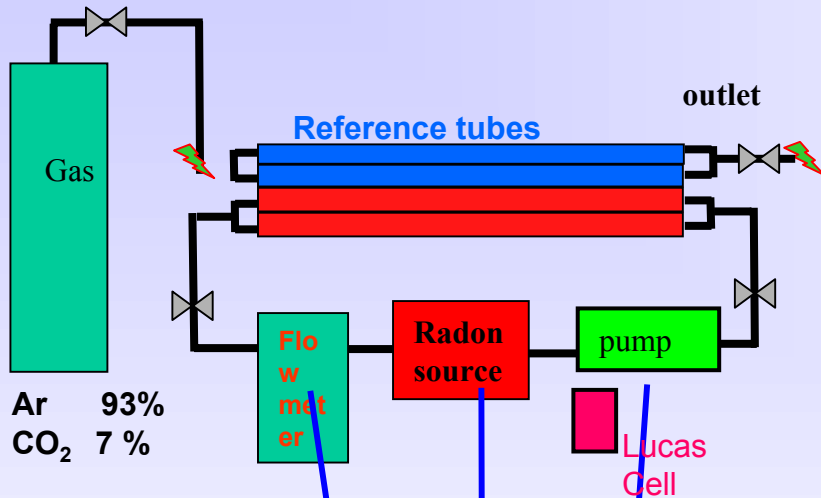 outlet
Reference tubes
Gas
Flo
w
met
er
Radon
source
pump
Ar 93%
CO₂ 7 %
Lucas
Cell